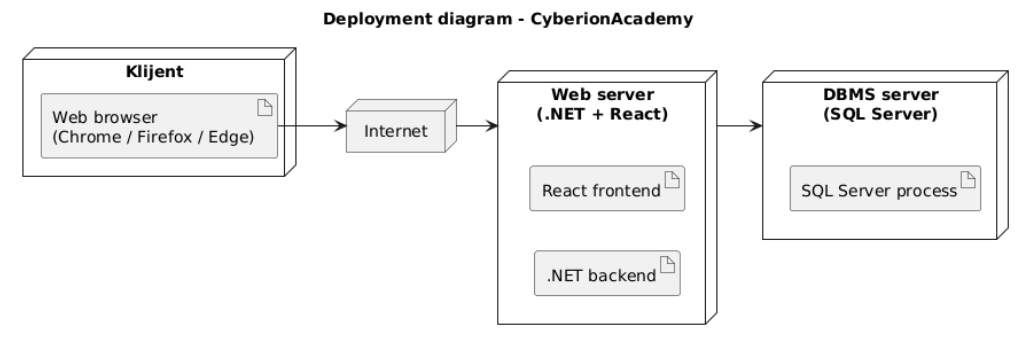 Deployment diagram - CyberionAcademy
Klijent
Web browser
(Chrome / Firefox / Edge)
Internet
Web server
(.NET + React)
React frontend
.NET backend
DBMS server
(SQL Server)
SQL Server process